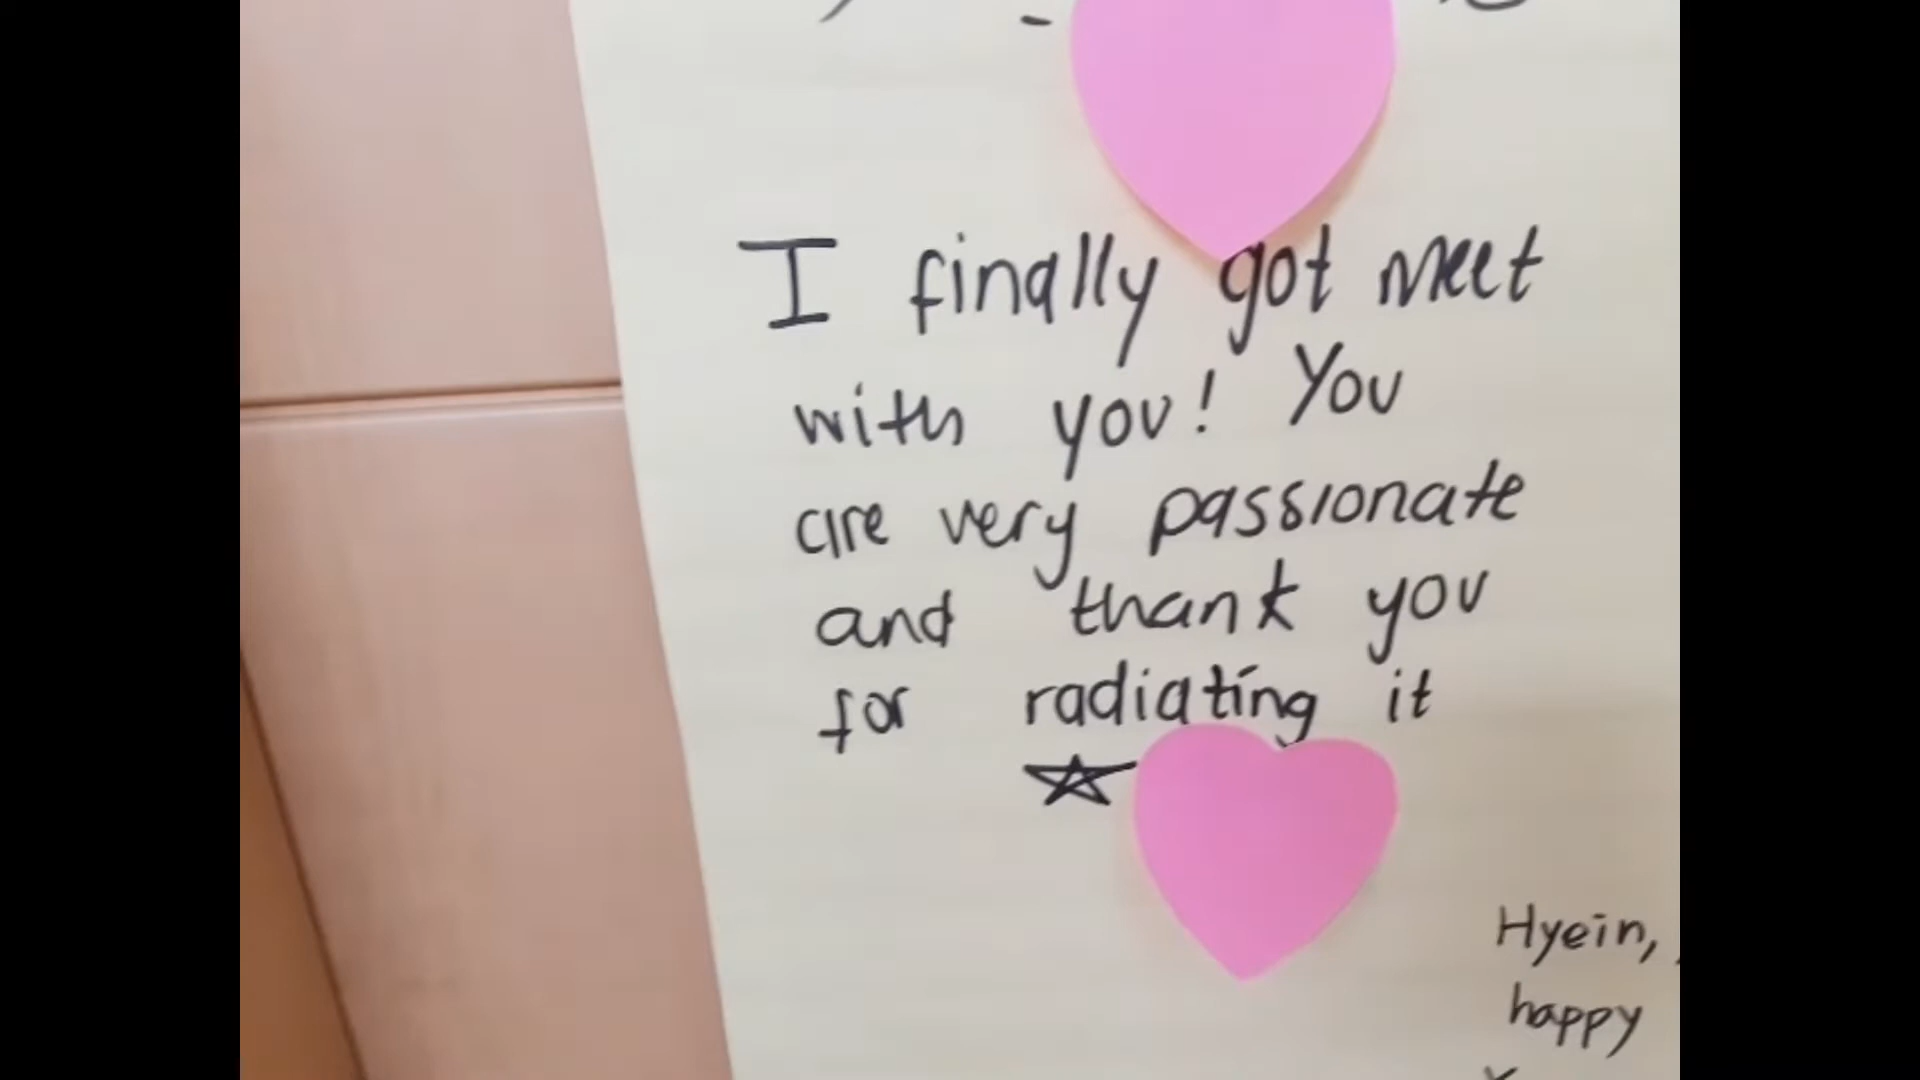 I finally got meet
with you! You
are very passionate
and thank you
for radiating it
Hyein,
happy